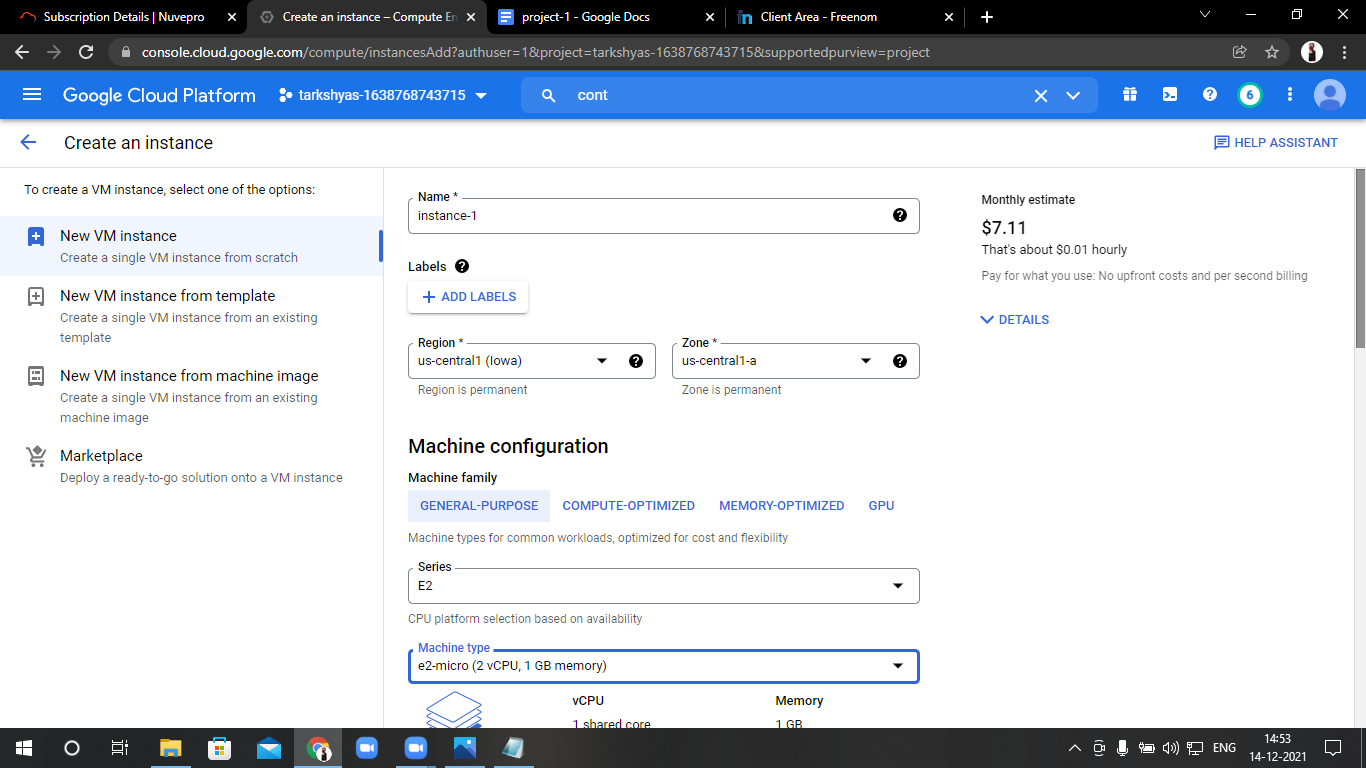 Subscription Details | Nuvepro
Create an instance – Compute En
project-1 - Google Docs
in
Client Area - Freenom
console.cloud.google.com/compute/instancesAdd?authuser=1&project=tarkshyas-1638768743715&supportedpurview=project
Google Cloud Platform
tarkshyas-1638768743715
cont
6
Create an instance
HELP ASSISTANT
To create a VM instance, select one of the options:
New VM instance
Create a single VM instance from scratch
New VM instance from template
Create a single VM instance from an existing
template
New VM instance from machine image
Create a single VM instance from an existing
machine image
Marketplace
Deploy a ready-to-go solution onto a VM instance
Name *
instance-1
Labels
ADD LABELS
Region *
us-central1 (Iowa)
Region is permanent
Zone *
us-central1-a
Zone is permanent
Machine configuration
Machine family
GENERAL-PURPOSE
COMPUTE-OPTIMIZED
MEMORY-OPTIMIZED
GPU
Machine types for common workloads, optimized for cost and flexibility
Series
E2
CPU platform selection based on availability
Machine type
e2-micro (2 vCPU, 1 GB memory)
vCPU
1 shared core
Memory
1 GB
Monthly estimate
$7.11
That's about $0.01 hourly
Pay for what you use: No upfront costs and per second billing
DETAILS
ENG
14:53
14-12-2021